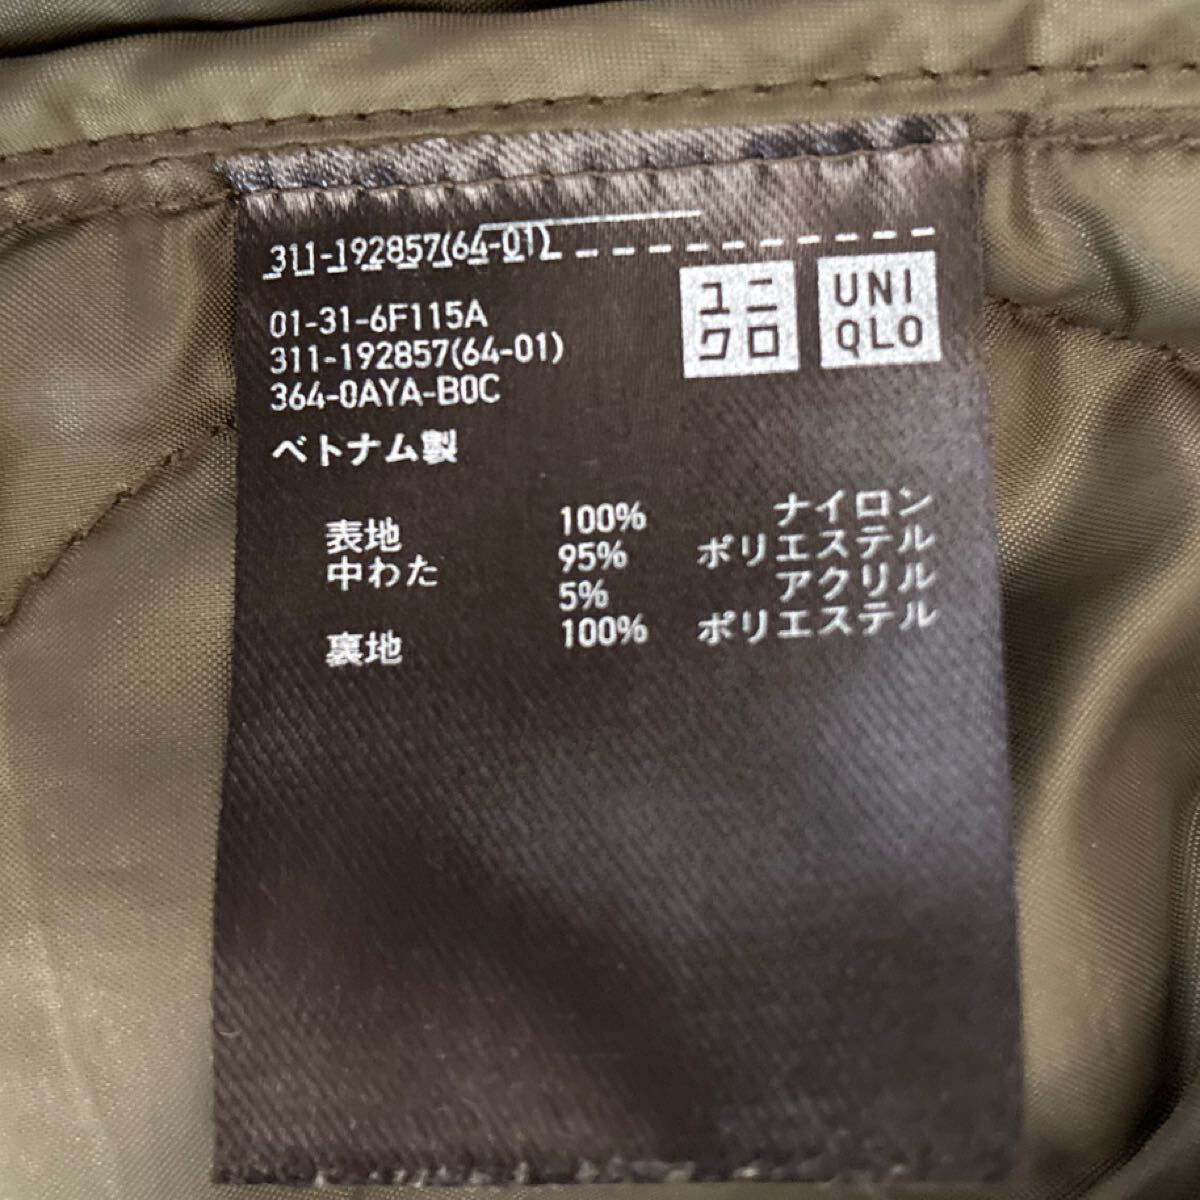 311-192857(64-01)
ユニ
クロ
UNI
QLO
01-31-6F115A
311-192857(64-01)
364-0AYA-B0C
ベトナム製
表地 100% ナイロン
中わた 95% ポリエステル
5% アクリル
裏地 100% ポリエステル